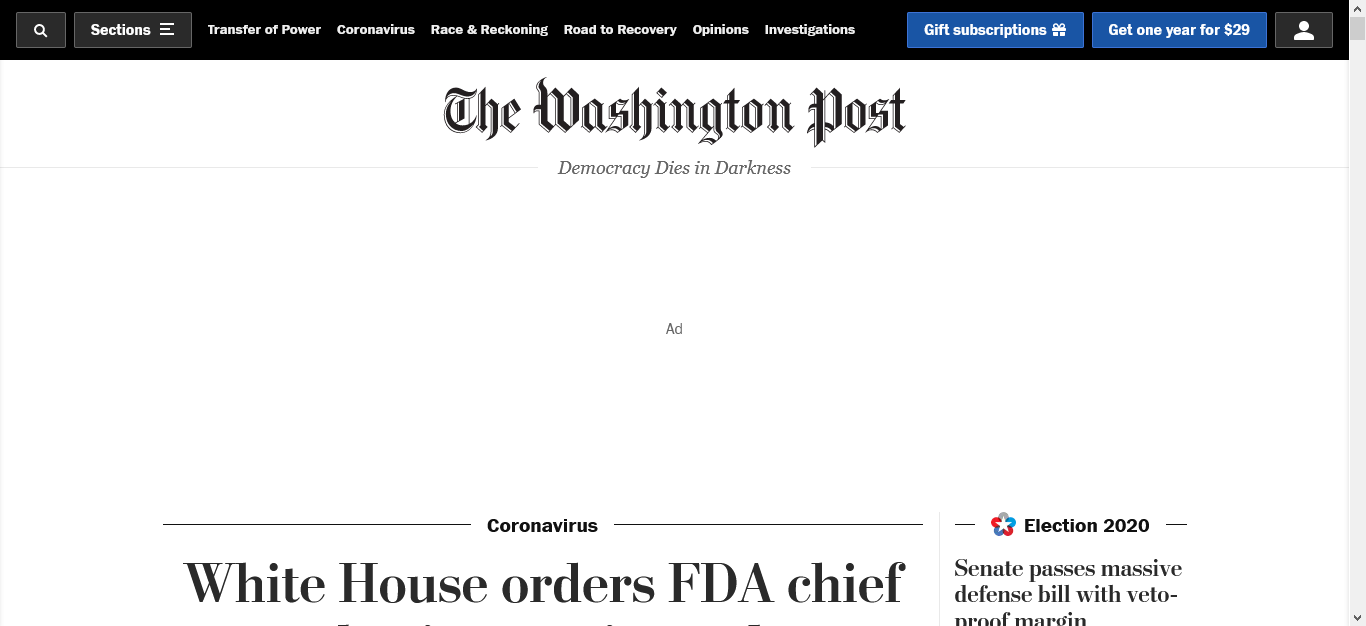 Sections
Transfer of Power
Coronavirus
Race & Reckoning
Road to Recovery
Opinions
Investigations
Gift subscriptions
Get one year for $29
The Washington Post
Democracy Dies in Darkness
Ad
Coronavirus
White House orders FDA chief
Election 2020
Senate passes massive
defense bill with veto-
proof margin